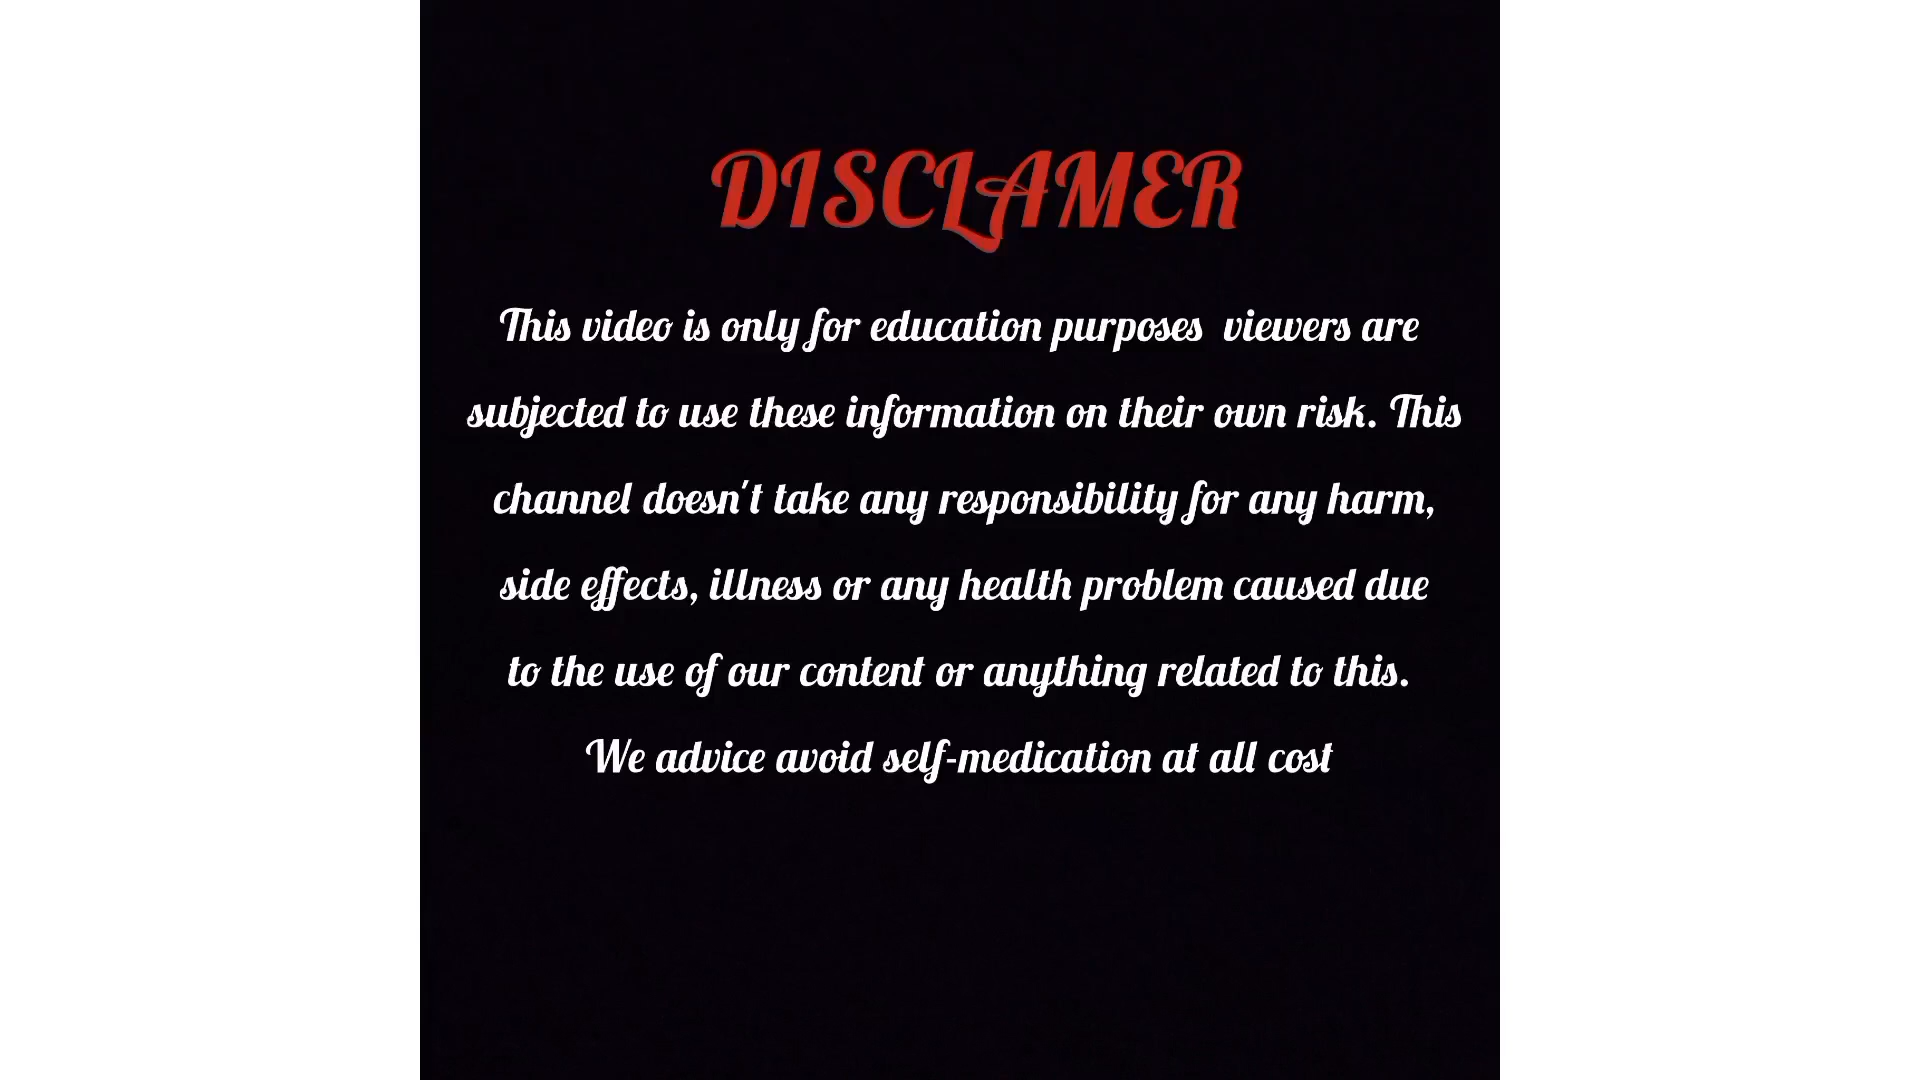 DISCLAMER
This video is only for education purposes  viewers are
subjected to use these information on their own risk. This
channel doesn't take any responsibility for any harm,
side effects, illness or any health problem caused due
to the use of our content or anything related to this.
We advice avoid self-medication at all cost